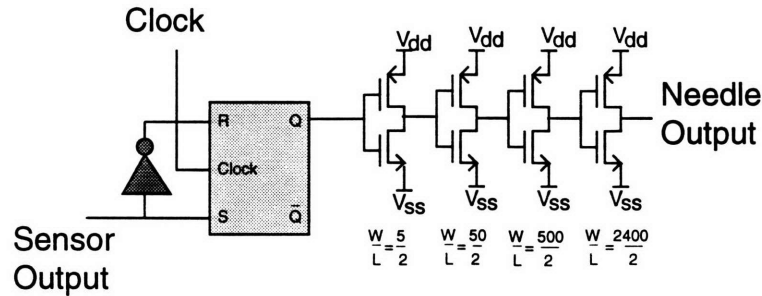 Clock
Vdd Vdd Vdd Vdd
R Q
Clock
S Q̅
Needle
Output
Vss Vss Vss Vss
Sensor
Output
W/L = 5/2 W/L = 50/2 W/L = 500/2 W/L = 2400/2